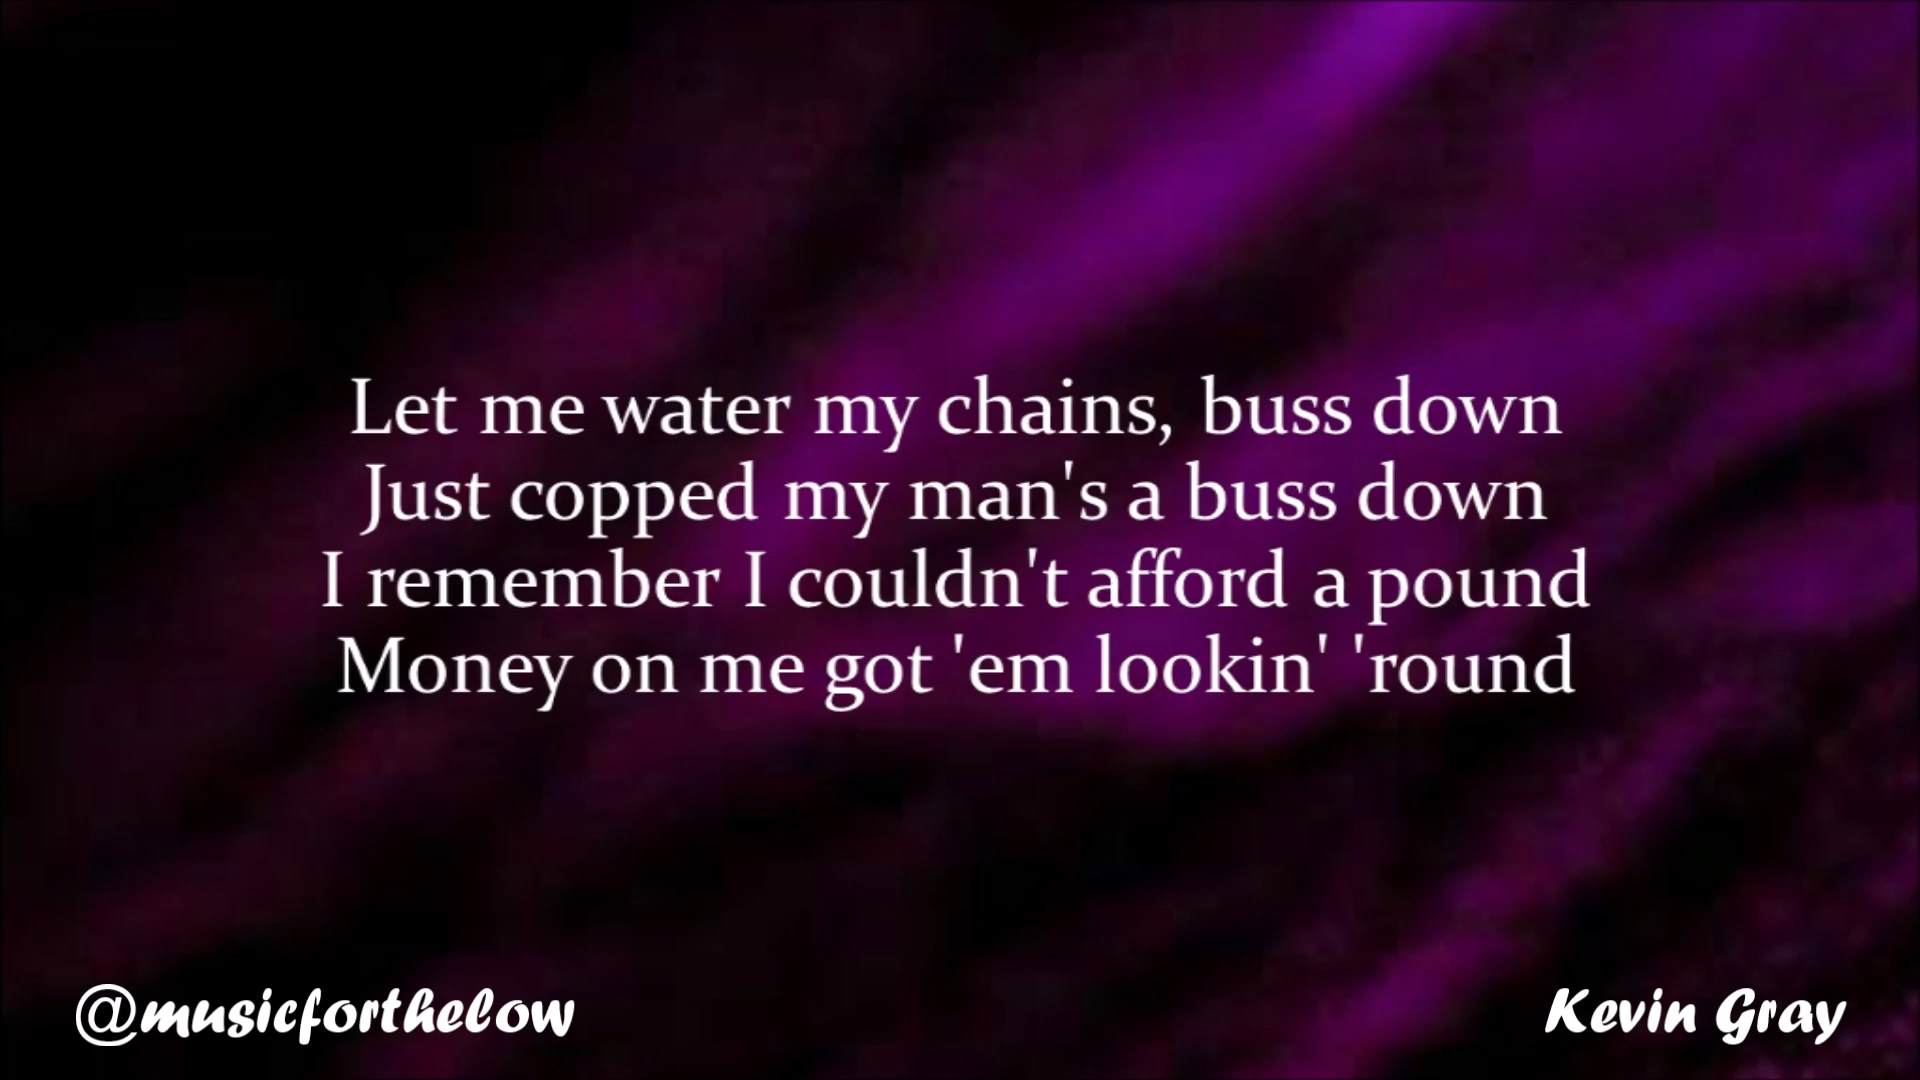 Let me water my chains, buss down
Just copped my man's a buss down
I remember I couldn't afford a pound
Money on me got 'em lookin' 'round
@musicforthelow
Kevin Gray